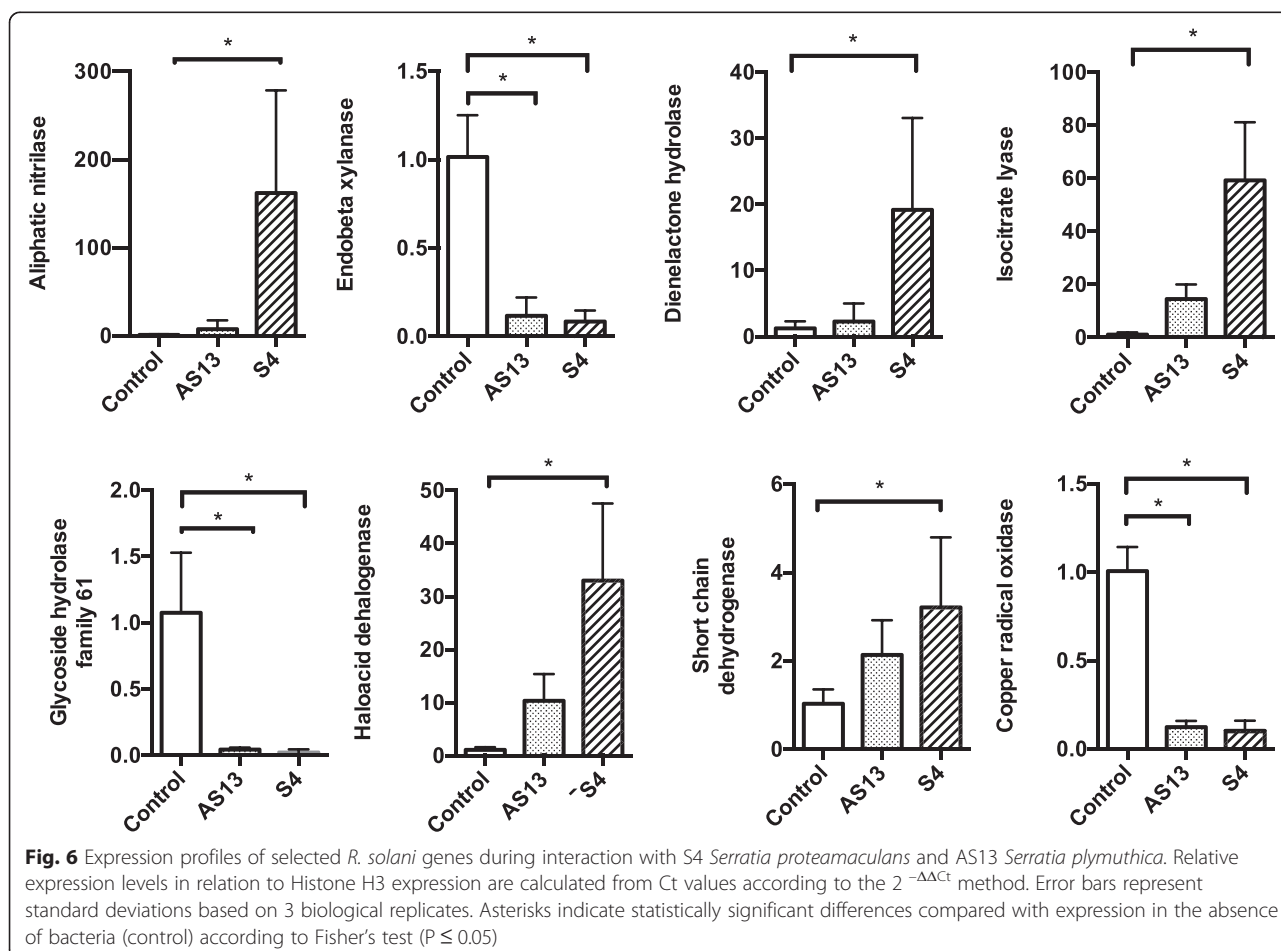 *
Aliphatic nitrilase
300
200
100
0
Control
AS13
S4
*
*
Endobeta xylanase
1.5
1.0
0.5
0.0
Control
AS13
S4
*
Dienelactone hydrolase
40
30
20
10
0
Control
AS13
S4
*
Isocitrate lyase
100
80
60
40
20
0
Control
AS13
S4
*
*
Glycoside hydrolase
family 61
2.0
1.5
1.0
0.5
0.0
Control
AS13
S4
*
Haloacid dehalogenase
50
40
30
20
10
0
Control
AS13
-S4
*
Short chain
dehydrogenase
6
4
2
0
Control
AS13
S4
*
*
Copper radical oxidase
1.5
1.0
0.5
0.0
Control
AS13
S4
Fig. 6 Expression profiles of selected R. solani genes during interaction with S4 Serratia proteamaculans and AS13 Serratia plymuthica. Relative
expression levels in relation to Histone H3 expression are calculated from Ct values according to the 2 −ΔΔCt method. Error bars represent
standard deviations based on 3 biological replicates. Asterisks indicate statistically significant differences compared with expression in the absence
of bacteria (control) according to Fisher's test (P ≤ 0.05)